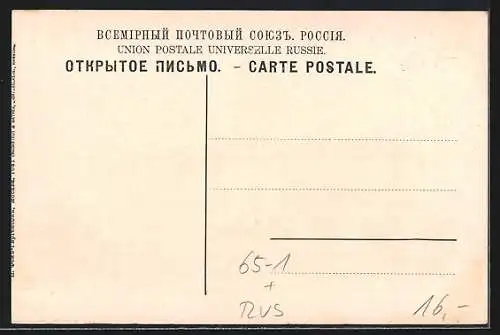 ВСЕМІРНЫЙ ПОЧТОВЫЙ СОЮЗЪ. РОССІЯ.
UNION POSTALE UNIVERSELLE RUSSIE.
ОТКРЫТОЕ ПИСЬМО. – CARTE POSTALE.
65-1
+
RUS
16,-